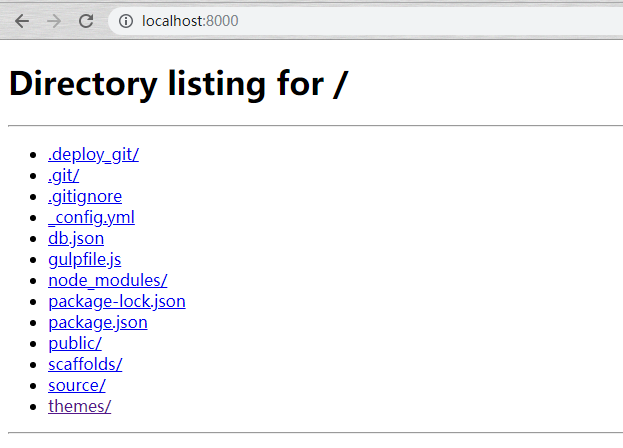 localhost:8000
Directory listing for /
.deploy_git/
.git/
.gitignore
_config.yml
db.json
gulpfile.js
node_modules/
package-lock.json
package.json
public/
scaffolds/
source/
themes/